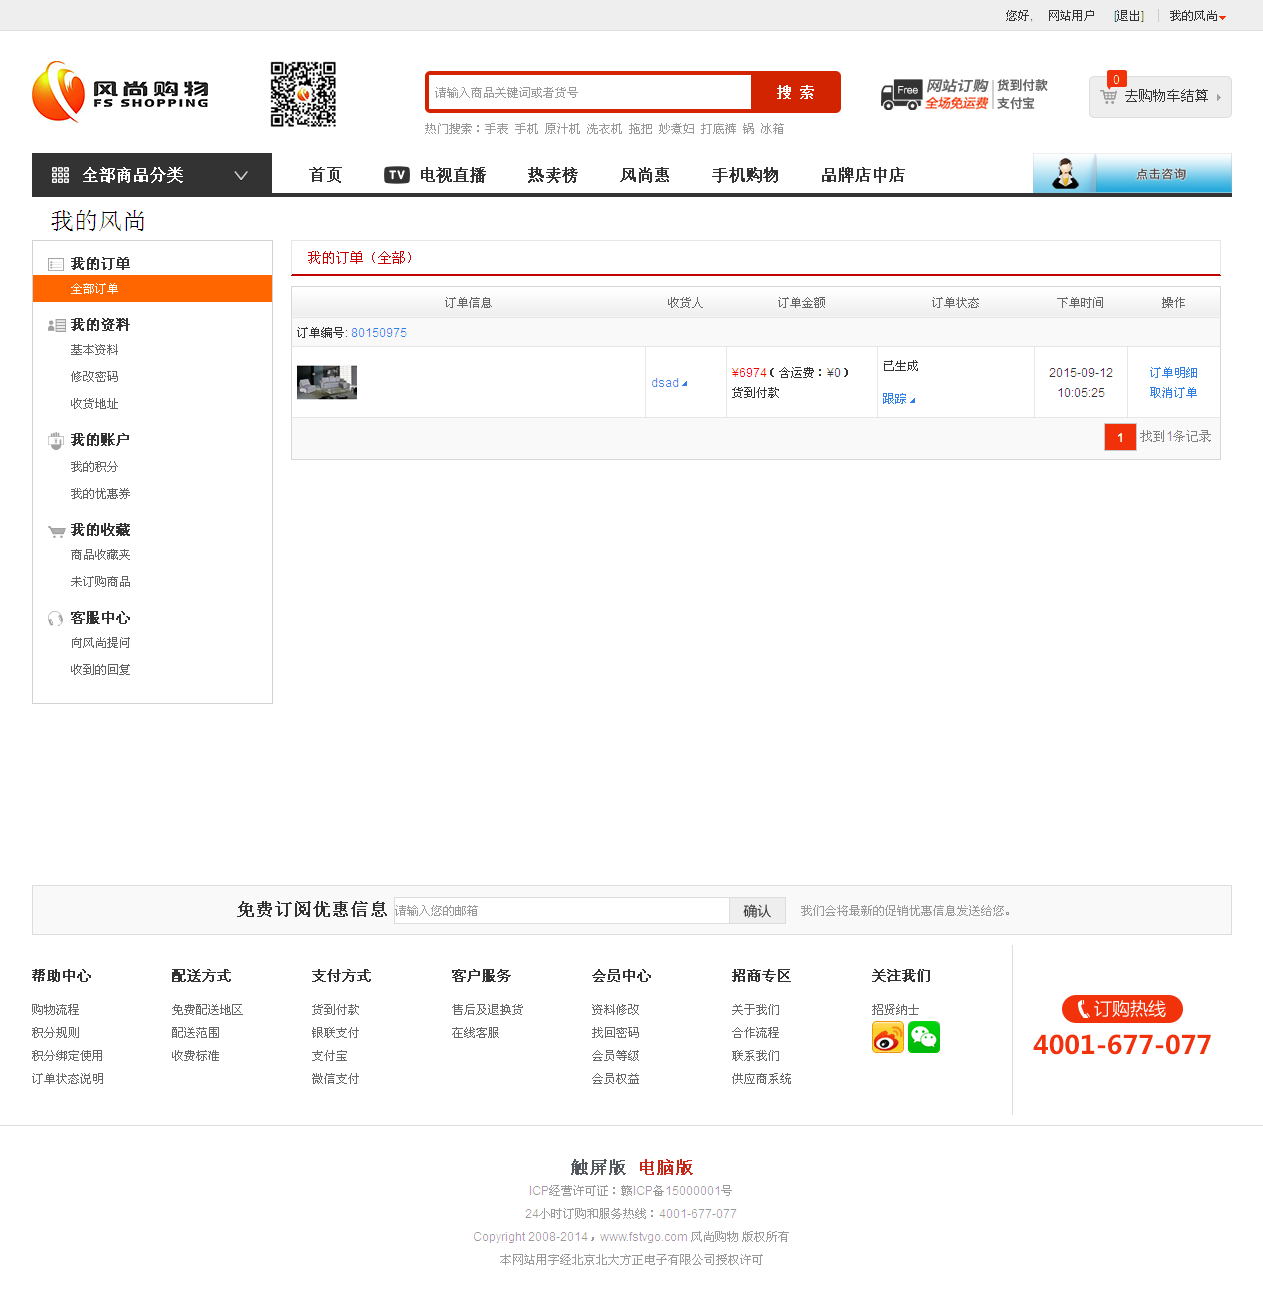 您好, 网站用户 [退出] 我的风尚
风尚购物
FS SHOPPING
请输入商品关键词或者货号
搜 索
热门搜索：手表 手机 原汁机 洗衣机 拖把 炒煮妇 打底裤 锅 冰箱
Free
网站订购 货到付款
全场免运费 支付宝
0
去购物车结算
全部商品分类
首页 TV 电视直播 热卖榜 风尚惠 手机购物 品牌店中店
点击咨询
我的风尚
我的订单
全部订单
我的资料
基本资料
修改密码
收货地址
我的账户
我的积分
我的优惠券
我的收藏
商品收藏夹
未订购商品
客服中心
向风尚提问
收到的回复
我的订单（全部）
订单信息 收货人 订单金额 订单状态 下单时间 操作
订单编号: 80150975
dsad
¥6974（含运费：¥0）
货到付款
已生成
跟踪
2015-09-12
10:05:25
订单明细
取消订单
1 找到1条记录
免费订阅优惠信息 请输入您的邮箱 确认 我们会将最新的促销优惠信息发送给您。
帮助中心 配送方式 支付方式 客户服务 会员中心 招商专区 关注我们
购物流程 免费配送地区 货到付款 售后及退换货 资料修改 关于我们 招贤纳士
积分规则 配送范围 银联支付 在线客服 找回密码 合作流程
积分绑定使用 收费标准 支付宝 会员等级 联系我们
订单状态说明 微信支付 会员权益 供应商系统
订购热线
4001-677-077
触屏版 电脑版
ICP经营许可证：赣ICP备15000001号
24小时订购和服务热线：4001-677-077
Copyright 2008-2014，www.fstvgo.com 风尚购物 版权所有
本网站用字经北京北大方正电子有限公司授权许可